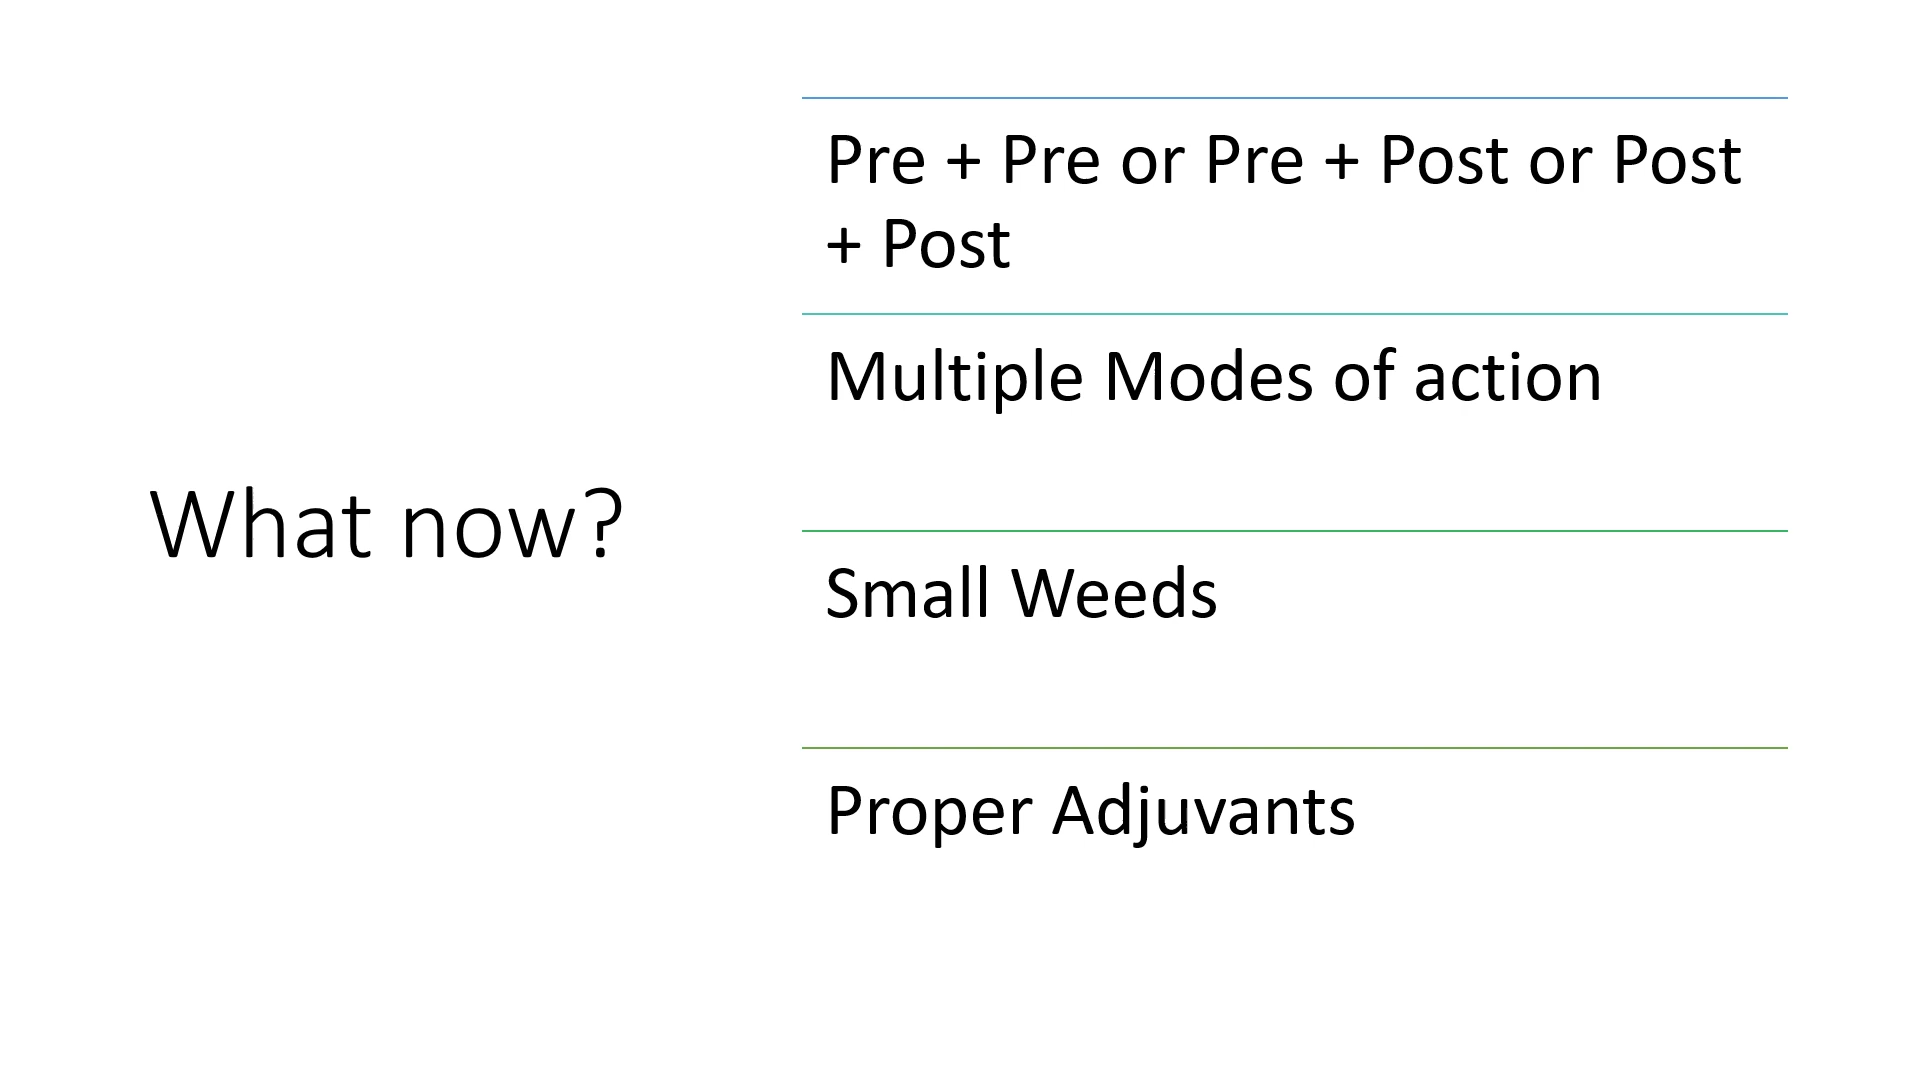 What now?
Pre + Pre or Pre + Post or Post
+ Post
Multiple Modes of action
Small Weeds
Proper Adjuvants